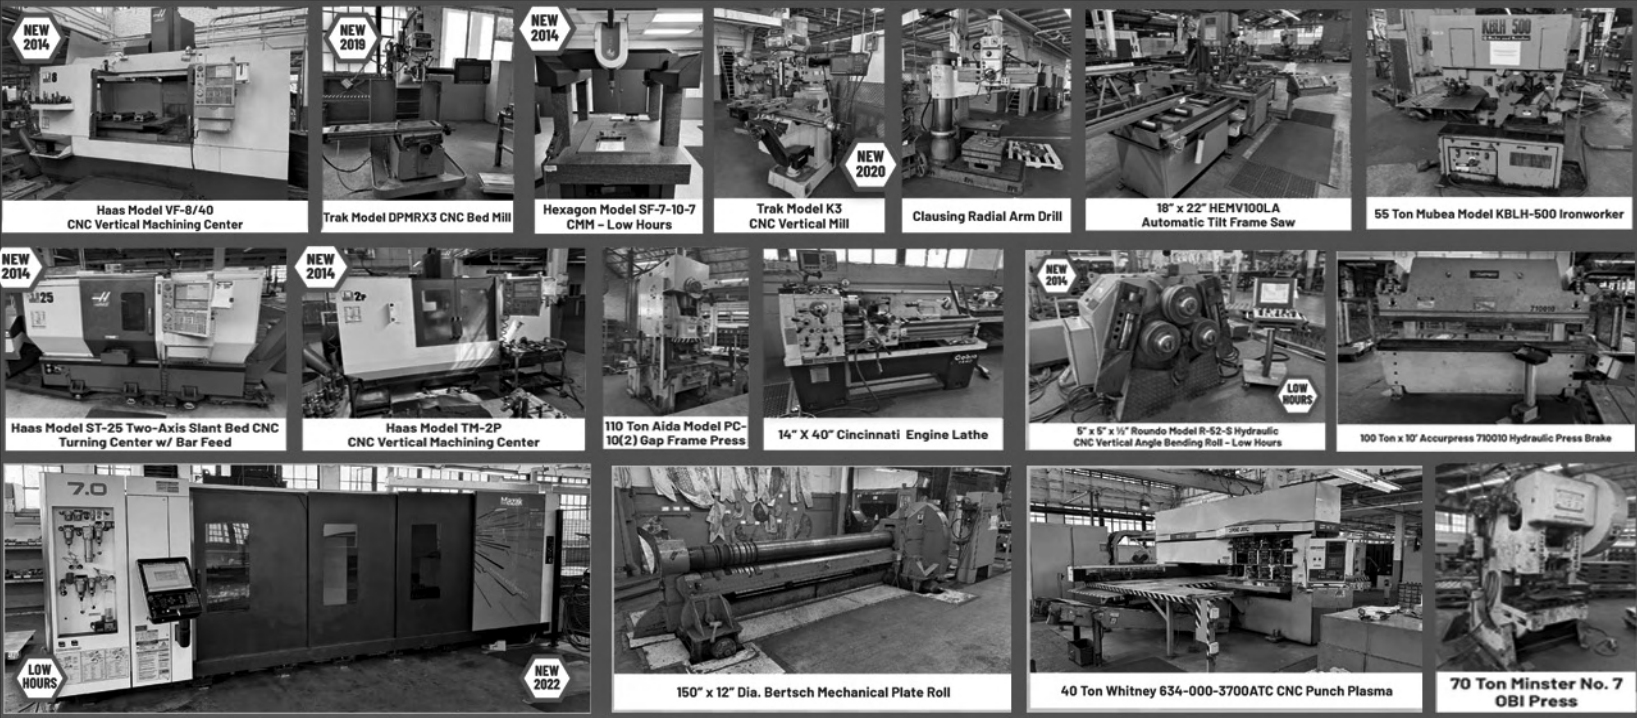 NEW
2014
Haas Model VF-8/40
CNC Vertical Machining Center
NEW
2019
Trak Model DPMRX3 CNC Bed Mill
NEW
2014
Hexagon Model SF-7-10-7
CMM – Low Hours
NEW
2020
Trak Model K3
CNC Vertical Mill
Clausing Radial Arm Drill
18" x 22" HEMV100LA
Automatic Tilt Frame Saw
KBLH 500
55 Ton Mubea Model KBLH-500 Ironworker
NEW
2014
25
Haas Model ST-25 Two-Axis Slant Bed CNC
Turning Center w/ Bar Feed
NEW
2014
Haas Model TM-2P
CNC Vertical Machining Center
110 Ton Aida Model PC-
10(2) Gap Frame Press
Cobra
14" X 40" Cincinnati Engine Lathe
NEW
2014
LOW
HOURS
5" x 5" x ½" Roundo Model R-52-S Hydraulic
CNC Vertical Angle Bending Roll – Low Hours
710010
100 Ton x 10' Accurpress 710010 Hydraulic Press Brake
7.0
LOW
HOURS
NEW
2022
150" x 12" Dia. Bertsch Mechanical Plate Roll
40 Ton Whitney 634-000-3700ATC CNC Punch Plasma
70 Ton Minster No. 7
OBI Press